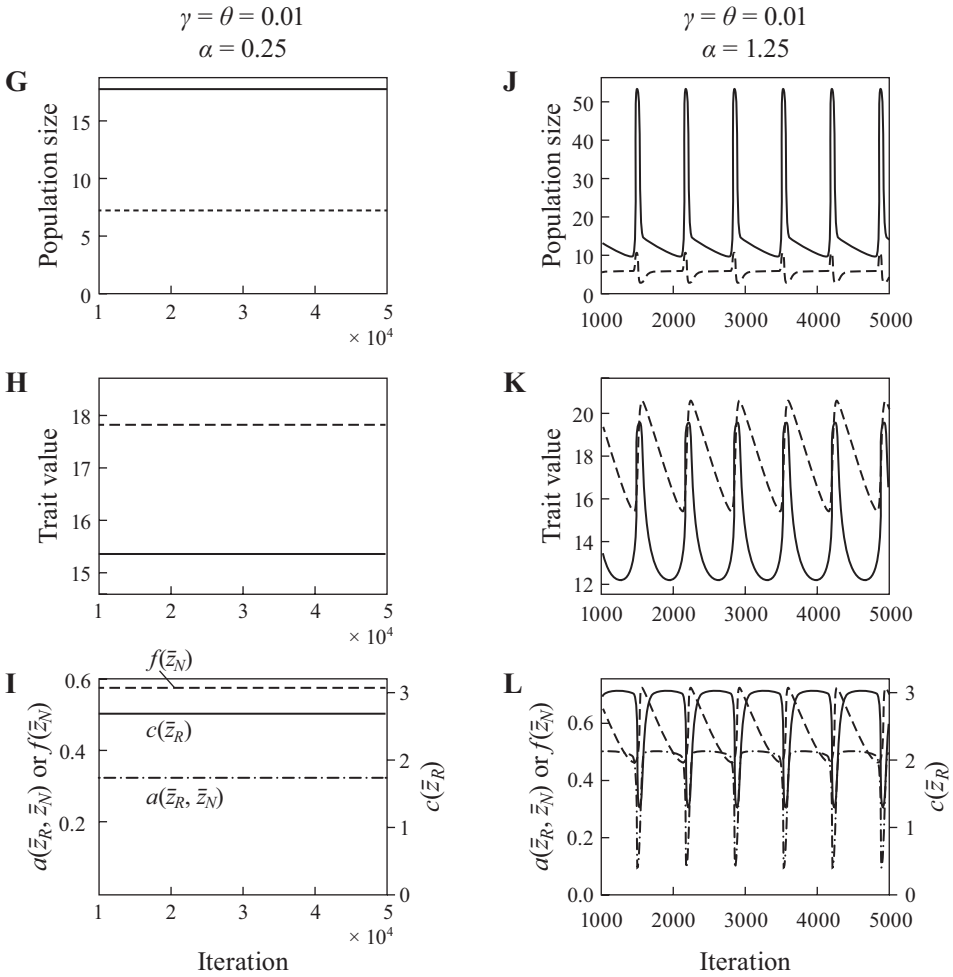 γ = θ = 0.01
α = 0.25
G
Population size
15
10
5
0
1 2 3 4 5
× 10⁴
H
Trait value
18
17
16
15
1 2 3 4 5
× 10⁴
I
a(z̄R, z̄N) or f(z̄N)
0.6
0.4
0.2
f(z̄N)
c(z̄R)
a(z̄R, z̄N)
3
2
1
0
c(z̄R)
1 2 3 4 5
× 10⁴
Iteration
γ = θ = 0.01
α = 1.25
J
Population size
50
40
30
20
10
0
1000 2000 3000 4000 5000
K
Trait value
20
18
16
14
12
1000 2000 3000 4000 5000
L
a(z̄R, z̄N) or f(z̄N)
0.6
0.4
0.2
0.0
3
2
1
0
c(z̄R)
1000 2000 3000 4000 5000
Iteration